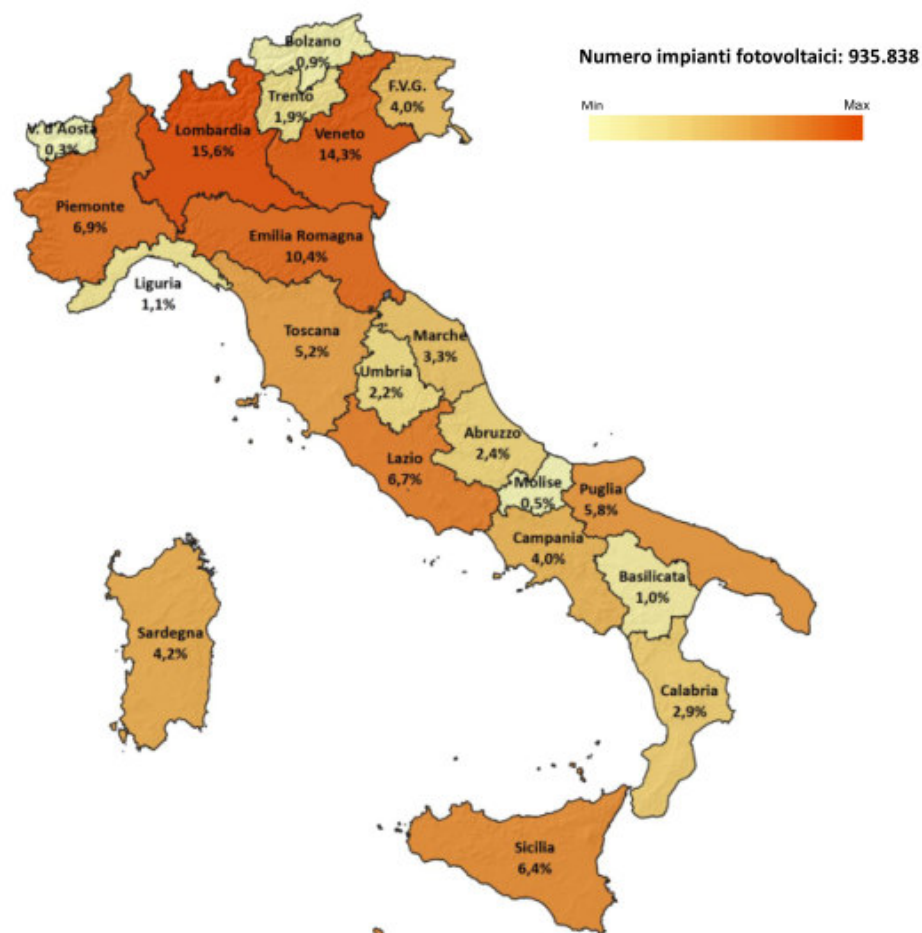 Numero impianti fotovoltaici: 935.838
Min
Max
Bolzano
0,9%
Trento
1,9%
F.V.G.
4,0%
V. d'Aosta
0,3%
Lombardia
15,6%
Veneto
14,3%
Piemonte
6,9%
Emilia Romagna
10,4%
Liguria
1,1%
Toscana
5,2%
Marche
3,3%
Umbria
2,2%
Abruzzo
2,4%
Lazio
6,7%
Molise
0,5%
Puglia
5,8%
Campania
4,0%
Basilicata
1,0%
Sardegna
4,2%
Calabria
2,9%
Sicilia
6,4%